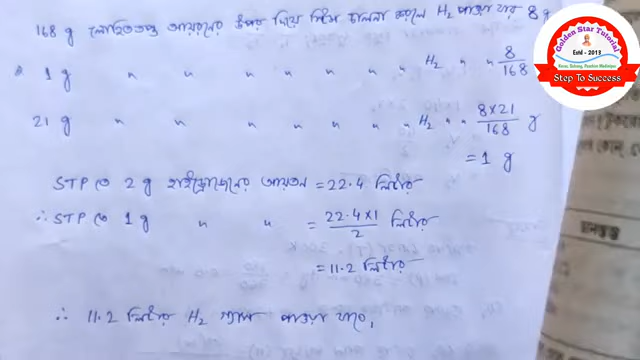 168 g লোহিততপ্ত আয়রনের উপর দিয়ে স্টিম চালনা করলে H₂ পাওয়া যায় 8 g
∴ 1 g " " " " " " " " H₂ " " 8/168
21 g " " " " " " " " H₂ " " 8×21/168 g
= 1 g
STP তে 2 g হাইড্রোজেনের আয়তন = 22.4 লিটার
∴ STP তে 1 g " " = 22.4×1/2 লিটার
= 11.2 লিটার
∴ 11.2 লিটার H₂ গ্যাস পাওয়া যাবে,
Golden Star Tutorial
Estd - 2013
Step To Success